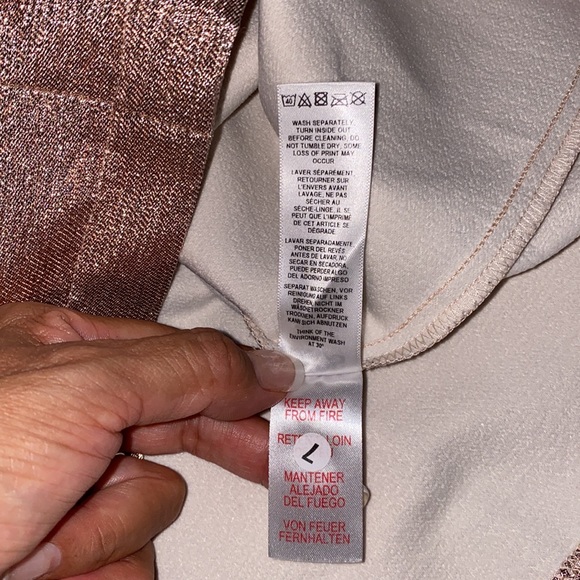 40
WASH SEPARATELY,
TURN INSIDE OUT
BEFORE CLEANING, DO
NOT TUMBLE DRY, SOME
LOSS OF PRINT MAY
OCCUR
LAVER SÉPARÉMENT,
RETOURNER SUR
L'ENVERS AVANT
LAVAGE, NE PAS
SÉCHER AU
SÈCHE-LINGE. IL SE
PEUT QUE L'IMPRIMÉ
DE CET ARTICLE SE
DÉGRADE
LAVAR SEPARADAMENTE,
PONER DEL REVÉS
ANTES DE LAVAR, NO
SECAR EN SECADORA,
PUEDE PERDER ALGO
DEL ADORNO IMPRESO
SEPARAT WASCHEN, VOR
REINIGUNG AUF LINKS
DREHEN, NICHT IM
WÄSCHETROCKNER
TROCKNEN, AUFDRUCK
KANN SICH ABNUTZEN
THINK OF THE
ENVIRONMENT WASH
AT 30°
KEEP AWAY
FROM FIRE
LOIN
7
MANTENER
ALEJADO
DEL FUEGO
VON FEUER
FERNHALTEN